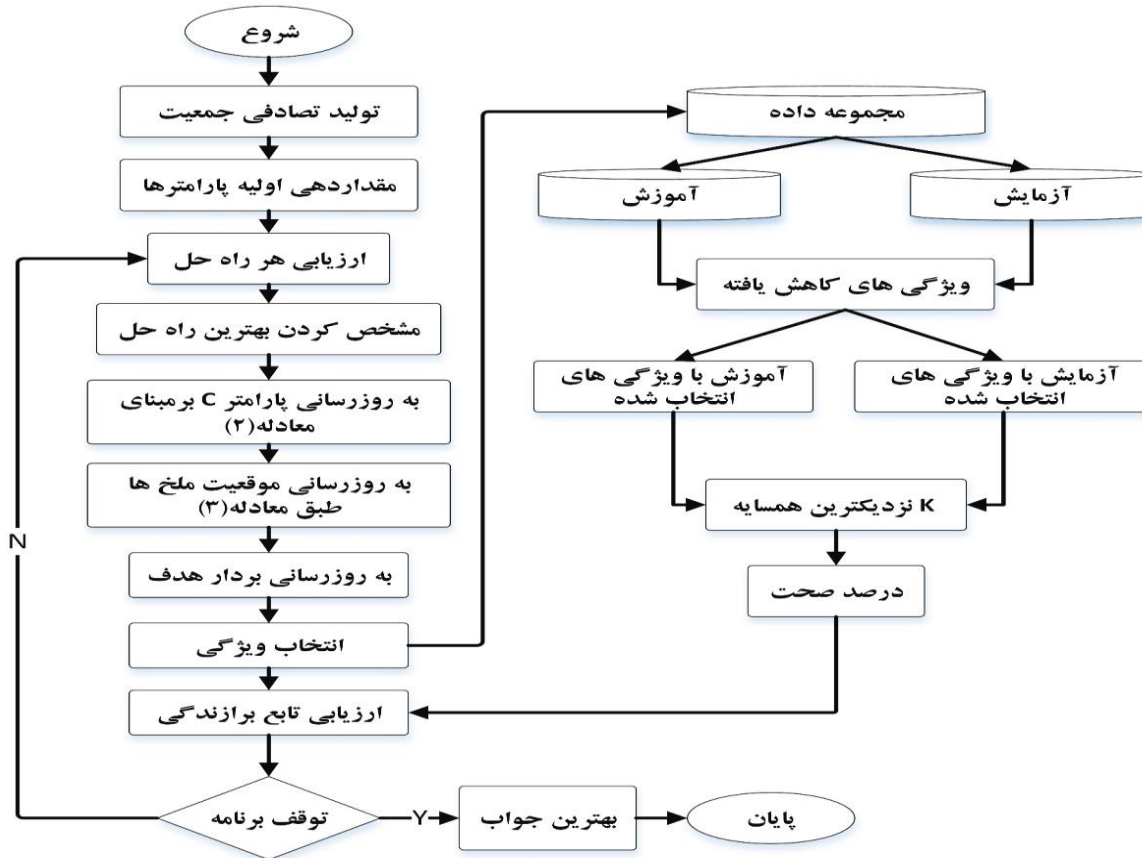 شروع
تولید تصادفی جمعیت
مقداردهی اولیه پارامترها
ارزیابی هر راه حل
مشخص کردن بهترین راه حل
به روزرسانی پارامتر C برمبنای
معادله(۲)
به روزرسانی موقعیت ملخ ها
طبق معادله(۳)
به روزرسانی بردار هدف
انتخاب ویژگی
ارزیابی تابع برازندگی
توقف برنامه
N
Y
بهترین جواب
پایان
مجموعه داده
آموزش
آزمایش
ویژگی های کاهش یافته
آموزش با ویژگی های
انتخاب شده
آزمایش با ویژگی های
انتخاب شده
K نزدیکترین همسایه
درصد صحت